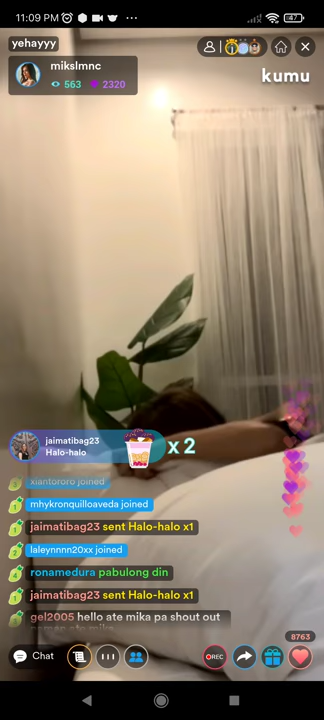 11:09 PM
47
yehayyy
mikslmnc
563 2320
kumu
jaimatibag23
Halo-halo
x 2
xiantororo joined
mhykronquilloaveda joined
jaimatibag23 sent Halo-halo x1
laleynnnn20xx joined
ronamedura pabulong din
jaimatibag23 sent Halo-halo x1
gel2005 hello ate mika pa shout out
8763
Chat
REC